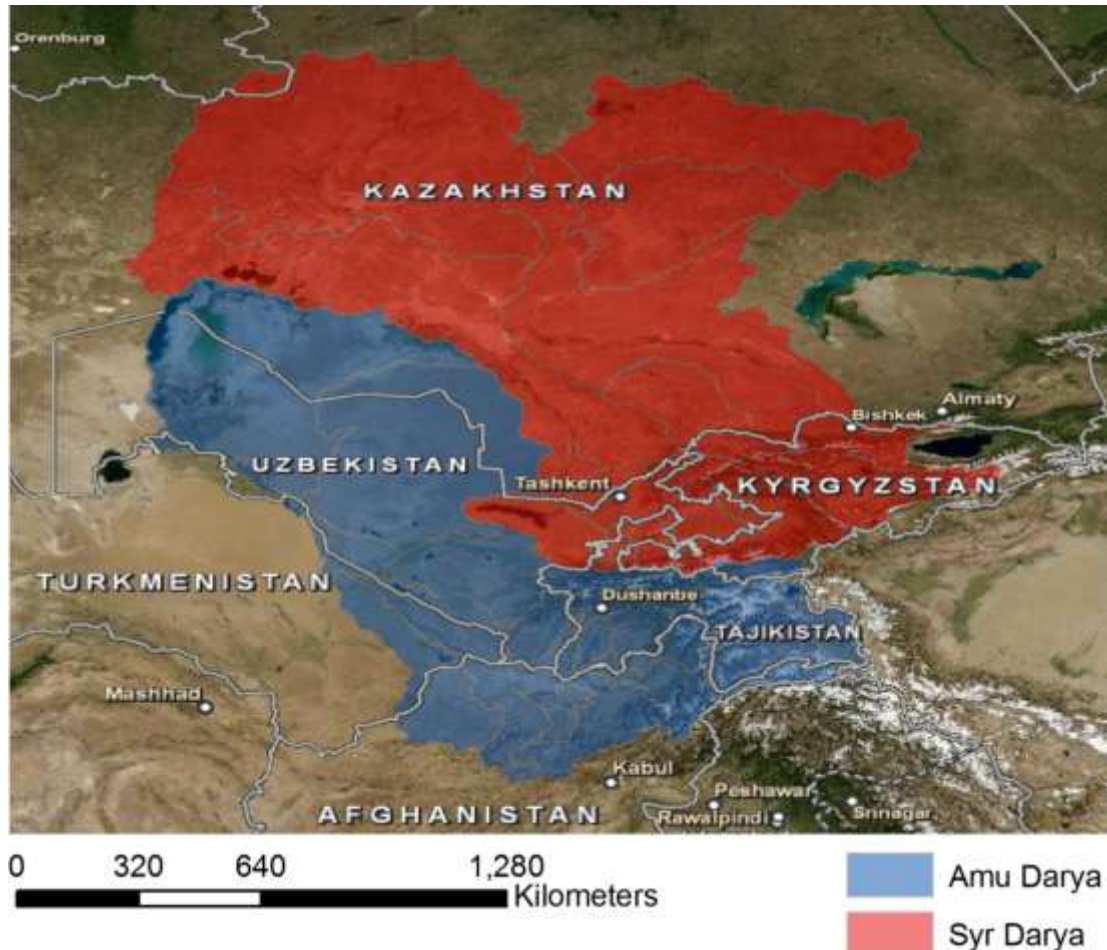 Orenburg
KAZAKHSTAN
Almaty
Bishkek
UZBEKISTAN
Tashkent
KYRGYZSTAN
TURKMENISTAN
Dushanbe
TAJIKISTAN
Mashhad
Kabul
Peshawar
AFGHANISTAN
Rawalpindi
Srinagar
0 320 640 1,280
Kilometers
Amu Darya
Syr Darya